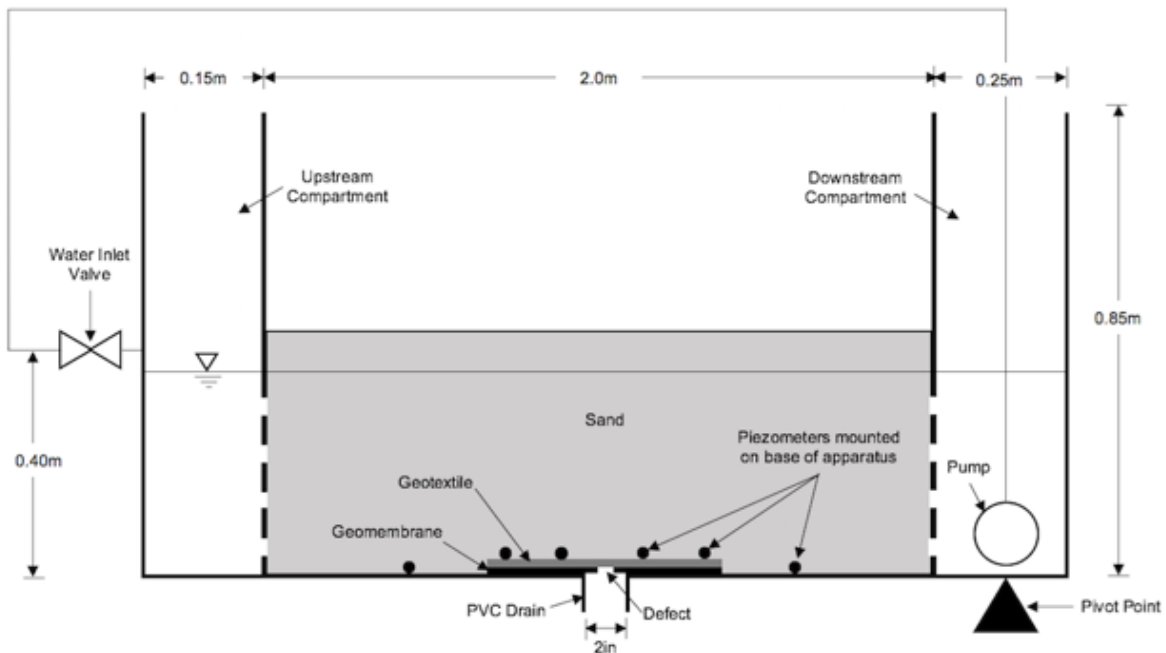 0.15m
2.0m
0.25m
Upstream
Compartment
Downstream
Compartment
Water Inlet
Valve
0.85m
0.40m
Sand
Piezometers mounted
on base of apparatus
Pump
Geotextile
Geomembrane
PVC Drain
Defect
Pivot Point
2in